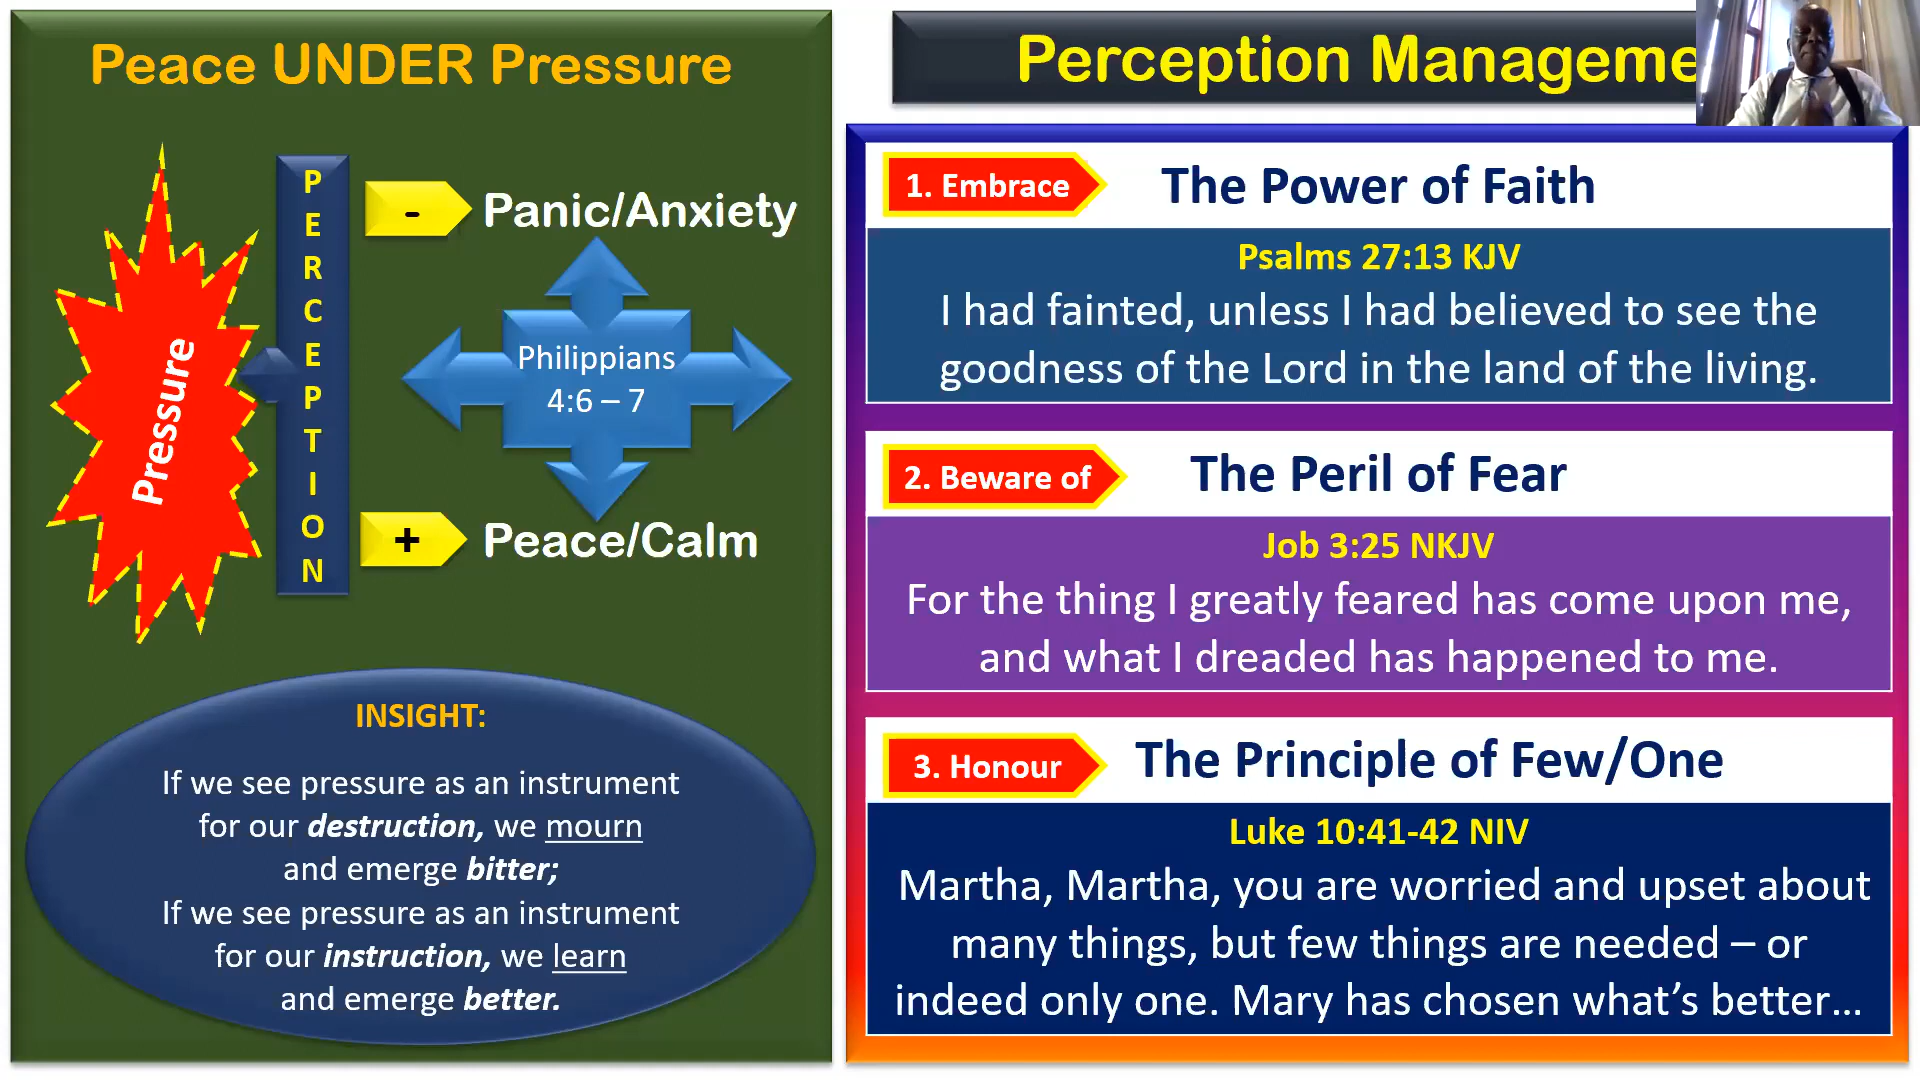 Peace UNDER Pressure
Pressure
PERCEPTION
-
Panic/Anxiety
Philippians
4:6 – 7
+
Peace/Calm
INSIGHT:
If we see pressure as an instrument
for our destruction, we mourn
and emerge bitter;
If we see pressure as an instrument
for our instruction, we learn
and emerge better.
Perception Manageme
1. Embrace
The Power of Faith
Psalms 27:13 KJV
I had fainted, unless I had believed to see the
goodness of the Lord in the land of the living.
2. Beware of
The Peril of Fear
Job 3:25 NKJV
For the thing I greatly feared has come upon me,
and what I dreaded has happened to me.
3. Honour
The Principle of Few/One
Luke 10:41-42 NIV
Martha, Martha, you are worried and upset about
many things, but few things are needed – or
indeed only one. Mary has chosen what’s better…